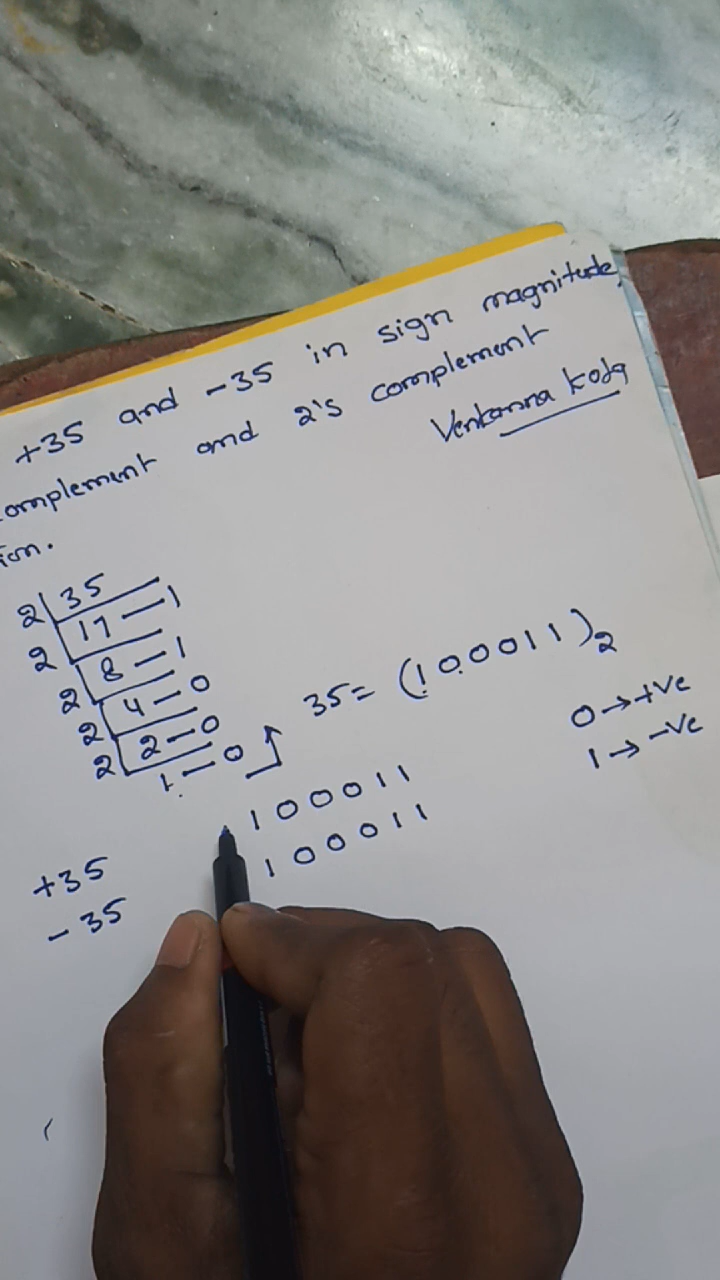 +35 and -35 in sign magnitude,
omplement and 2's complement
ion.
Venkanna Koda
2 35
2 17 - 1
2 8 - 1
2 4 - 0
2 2 - 0
1 - 0
35 = (100011)2
0 → +ve
1 → -ve
+35 100011
-35 100011